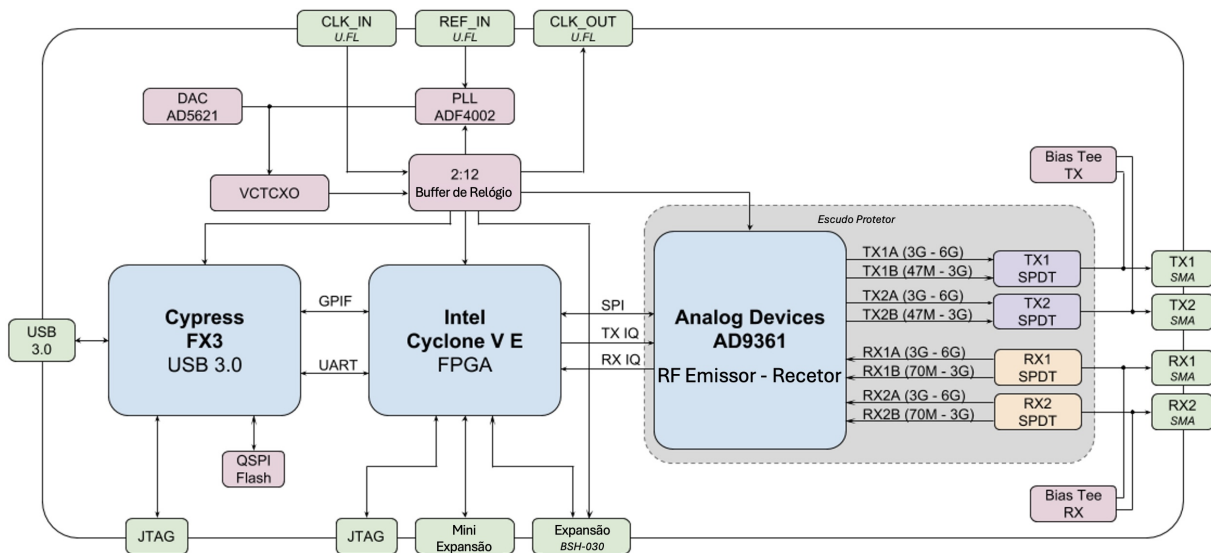 CLK_IN
U.FL
REF_IN
U.FL
CLK_OUT
U.FL
DAC
AD5621
PLL
ADF4002
VCTCXO
2:12
Buffer de Relógio
Bias Tee
TX
Escudo Protetor
USB
3.0
Cypress
FX3
USB 3.0
GPIF
UART
Intel
Cyclone V E
FPGA
SPI
TX IQ
RX IQ
Analog Devices
AD9361
RF Emissor - Recetor
TX1A (3G - 6G)
TX1B (47M - 3G)
TX2A (3G - 6G)
TX2B (47M - 3G)
RX1A (3G - 6G)
RX1B (70M - 3G)
RX2A (3G - 6G)
RX2B (70M - 3G)
TX1
SPDT
TX2
SPDT
RX1
SPDT
RX2
SPDT
TX1
SMA
TX2
SMA
RX1
SMA
RX2
SMA
QSPI
Flash
Bias Tee
RX
JTAG
JTAG
Mini
Expansão
Expansão
BSH-030